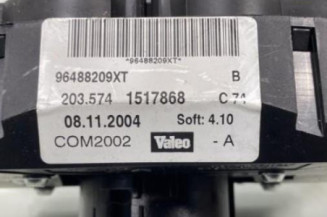 *96488209XT*
96488209XT B
203.574 1517868 C 74
08.11.2004 Soft: 4.10
COM2002 Valeo - A